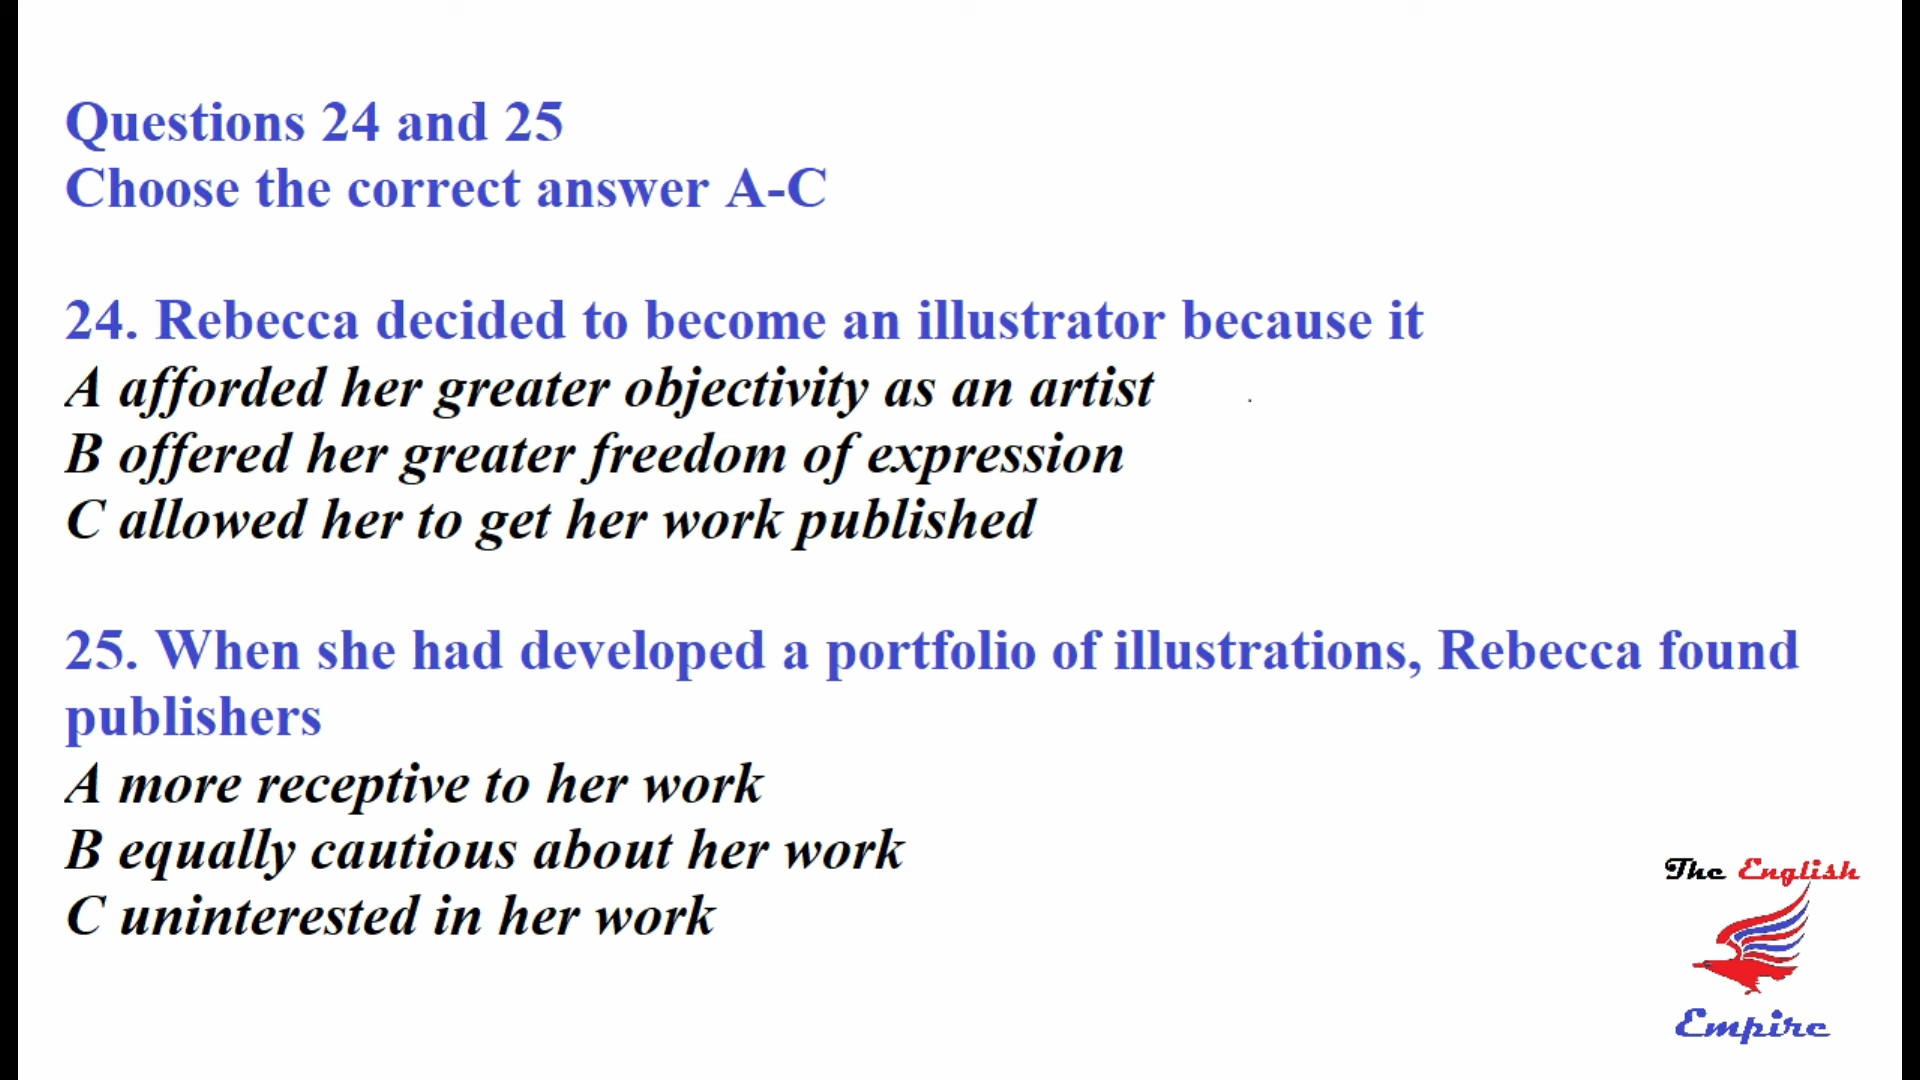 Questions 24 and 25
Choose the correct answer A-C
24. Rebecca decided to become an illustrator because it
A afforded her greater objectivity as an artist
B offered her greater freedom of expression
C allowed her to get her work published
25. When she had developed a portfolio of illustrations, Rebecca found
publishers
A more receptive to her work
B equally cautious about her work
C uninterested in her work
The English
Empire